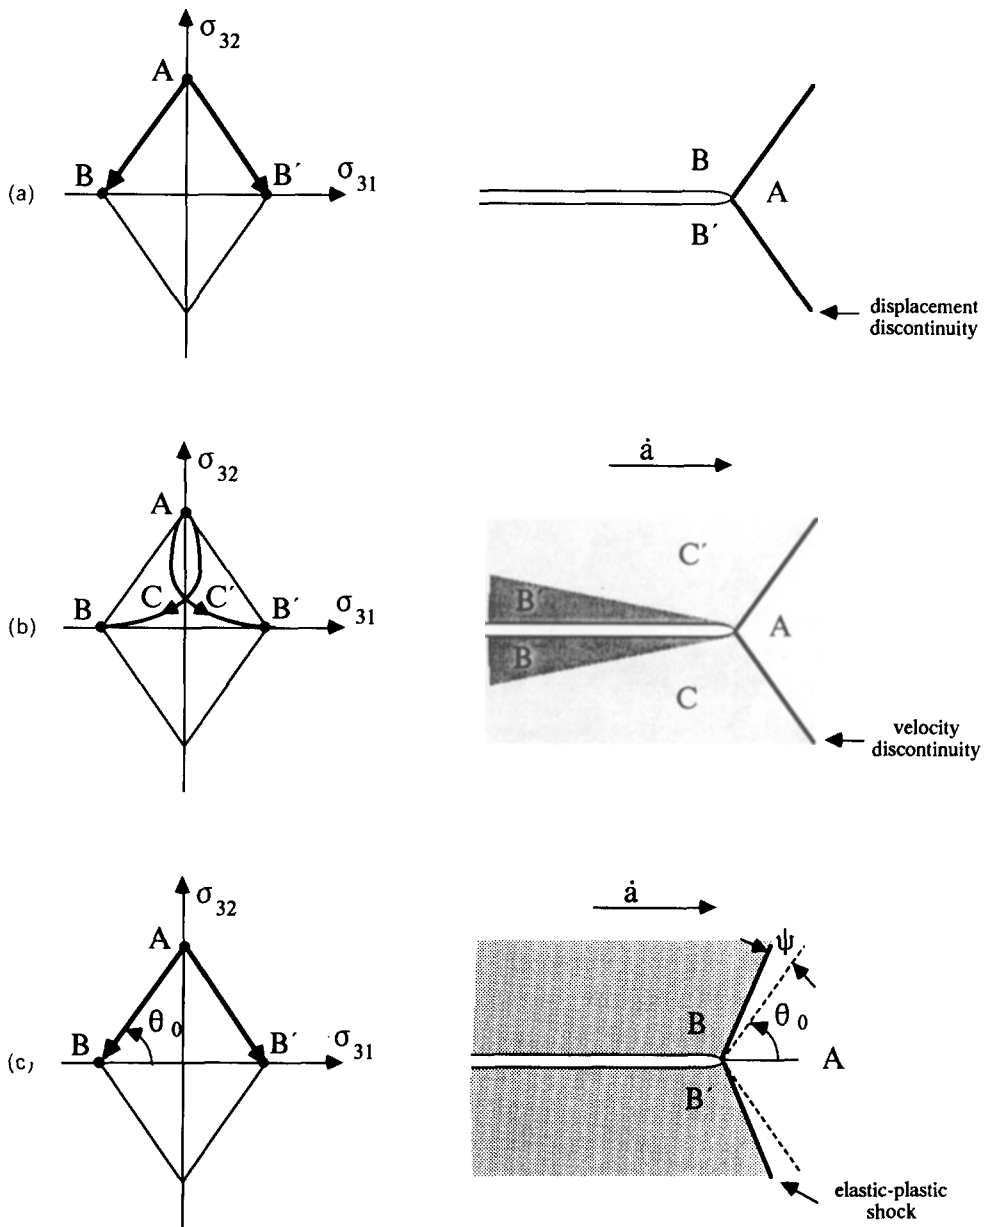 σ32
A
B
B′
σ31
(a)
B
A
B′
displacement
discontinuity
ȧ
σ32
A
C
C′
B
B′
σ31
(b)
C′
B′
A
B
C
velocity
discontinuity
ȧ
σ32
A
θ0
B
B′
σ31
(c)
ψ
θ0
B
A
B′
elastic-plastic
shock